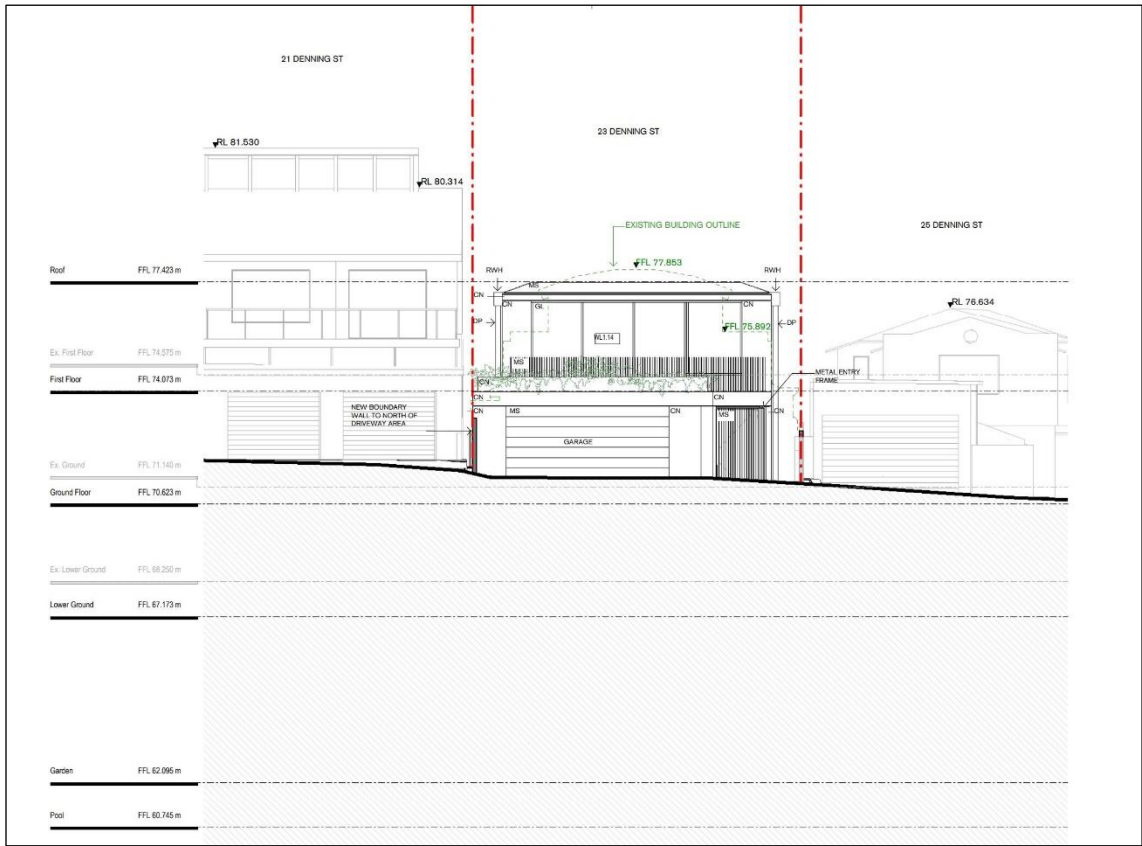 21 DENNING ST
23 DENNING ST
25 DENNING ST
RL 81.530
RL 80.314
EXISTING BUILDING OUTLINE
FFL 77.853
Roof FFL 77.423 m
RWH
RWH
MS
CN
CN
GL
CN
RL 76.634
DP
FFL 75.892
DP
WL1.14
Ex. First Floor FFL 74.575 m
MS
METAL ENTRY
FRAME
First Floor FFL 74.073 m
CN
CN
CN
NEW BOUNDARY
WALL TO NORTH OF
DRIVEWAY AREA
CN
MS
CN
MS
CN
GARAGE
Ex. Ground FFL 71.140 m
Ground Floor FFL 70.623 m
Ex. Lower Ground FFL 68.250 m
Lower Ground FFL 67.173 m
Garden FFL 62.095 m
Pool FFL 60.745 m